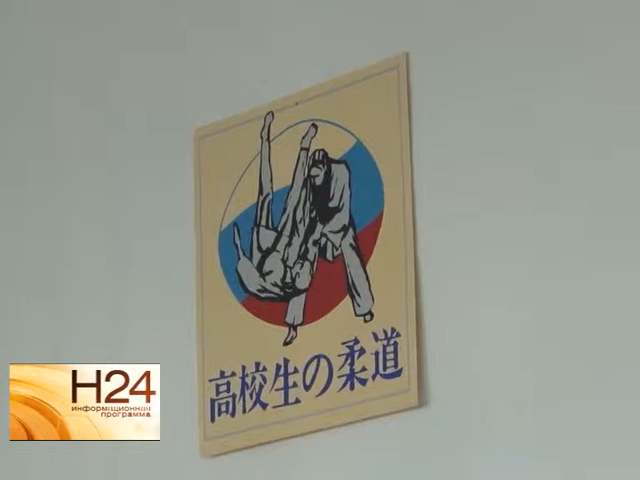 高校生の柔道
Н24
информационная
программа